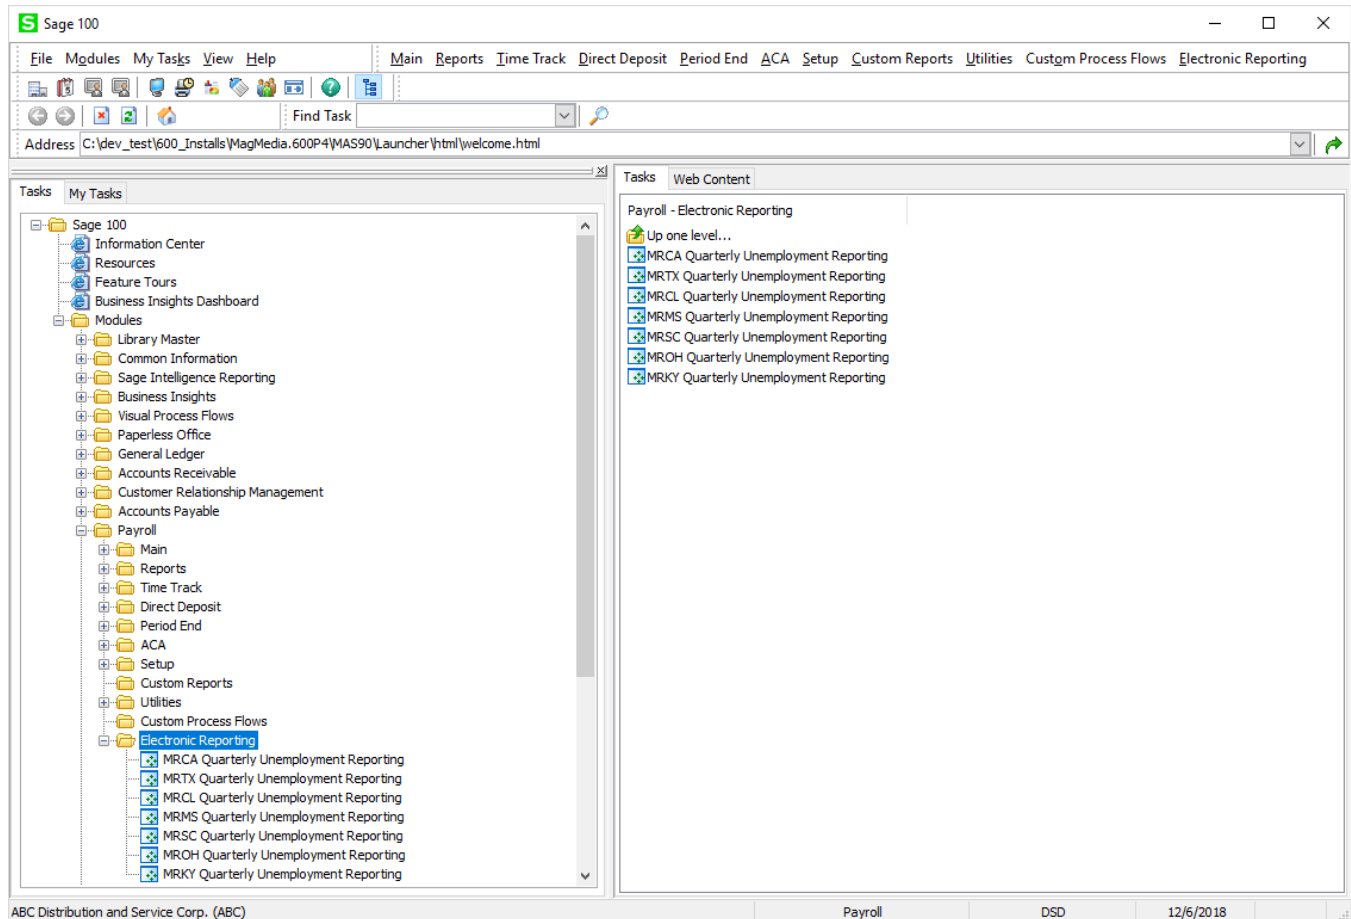 Sage 100
File Modules My Tasks View Help Main Reports Time Track Direct Deposit Period End ACA Setup Custom Reports Utilities Custom Process Flows Electronic Reporting
Find Task
Address C:\dev_test\600_Installs\MagMedia.600P4\MAS90\Launcher\html\welcome.html
Tasks My Tasks
Sage 100
Information Center
Resources
Feature Tours
Business Insights Dashboard
Modules
Library Master
Common Information
Sage Intelligence Reporting
Business Insights
Visual Process Flows
Paperless Office
General Ledger
Accounts Receivable
Customer Relationship Management
Accounts Payable
Payroll
Main
Reports
Time Track
Direct Deposit
Period End
ACA
Setup
Custom Reports
Utilities
Custom Process Flows
Electronic Reporting
MRCA Quarterly Unemployment Reporting
MRTX Quarterly Unemployment Reporting
MRCL Quarterly Unemployment Reporting
MRMS Quarterly Unemployment Reporting
MRSC Quarterly Unemployment Reporting
MROH Quarterly Unemployment Reporting
MRKY Quarterly Unemployment Reporting
Tasks Web Content
Payroll - Electronic Reporting
Up one level...
MRCA Quarterly Unemployment Reporting
MRTX Quarterly Unemployment Reporting
MRCL Quarterly Unemployment Reporting
MRMS Quarterly Unemployment Reporting
MRSC Quarterly Unemployment Reporting
MROH Quarterly Unemployment Reporting
MRKY Quarterly Unemployment Reporting
ABC Distribution and Service Corp. (ABC) Payroll DSD 12/6/2018